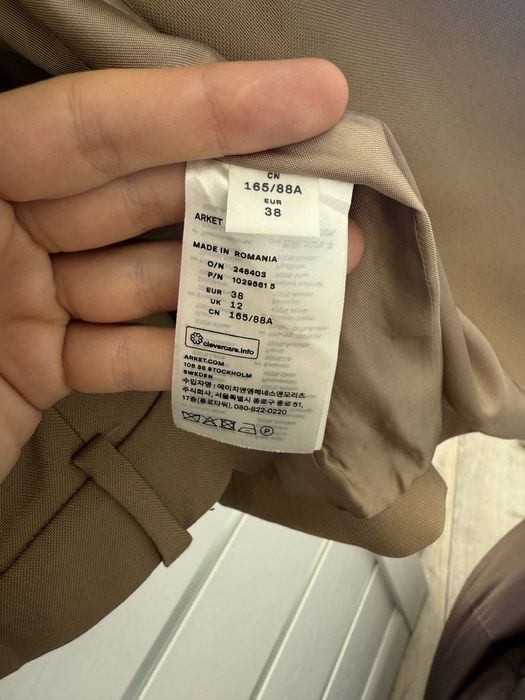 CN
165/88A
EUR
38
ARKET
MADE IN ROMANIA
O/N 248403
P/N 10295615
EUR 38
UK 12
CN 165/88A
clevercare.info
ARKET.COM
106 38 STOCKHOLM
SWEDEN
수입자명 : 에이치앤엠헤네스앤모리츠
주식회사, 서울특별시 종로구 종로 51,
17층(종로타워), 080-822-0220
P